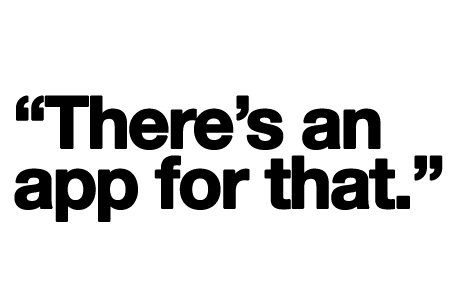 “There’s an
app for that.”